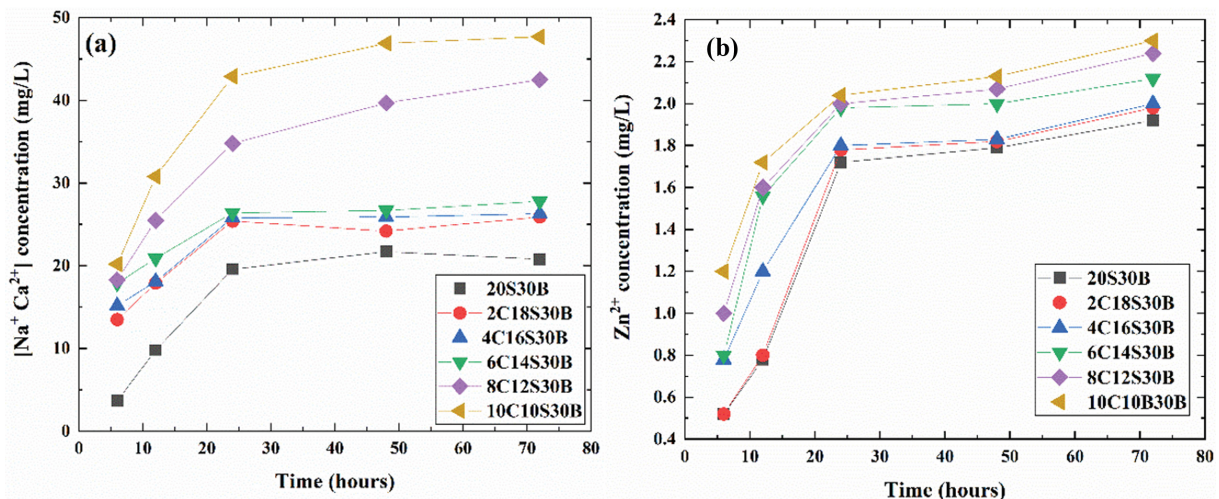 (a)
[Na⁺ Ca²⁺] concentration (mg/L)
50
40
30
20
10
0
0 10 20 30 40 50 60 70 80
Time (hours)
20S30B
2C18S30B
4C16S30B
6C14S30B
8C12S30B
10C10S30B
(b)
Zn²⁺ concentration (mg/L)
2.4
2.2
2.0
1.8
1.6
1.4
1.2
1.0
0.8
0.6
0.4
0 10 20 30 40 50 60 70 80
Time (hours)
20S30B
2C18S30B
4C16S30B
6C14S30B
8C12S30B
10C10B30B